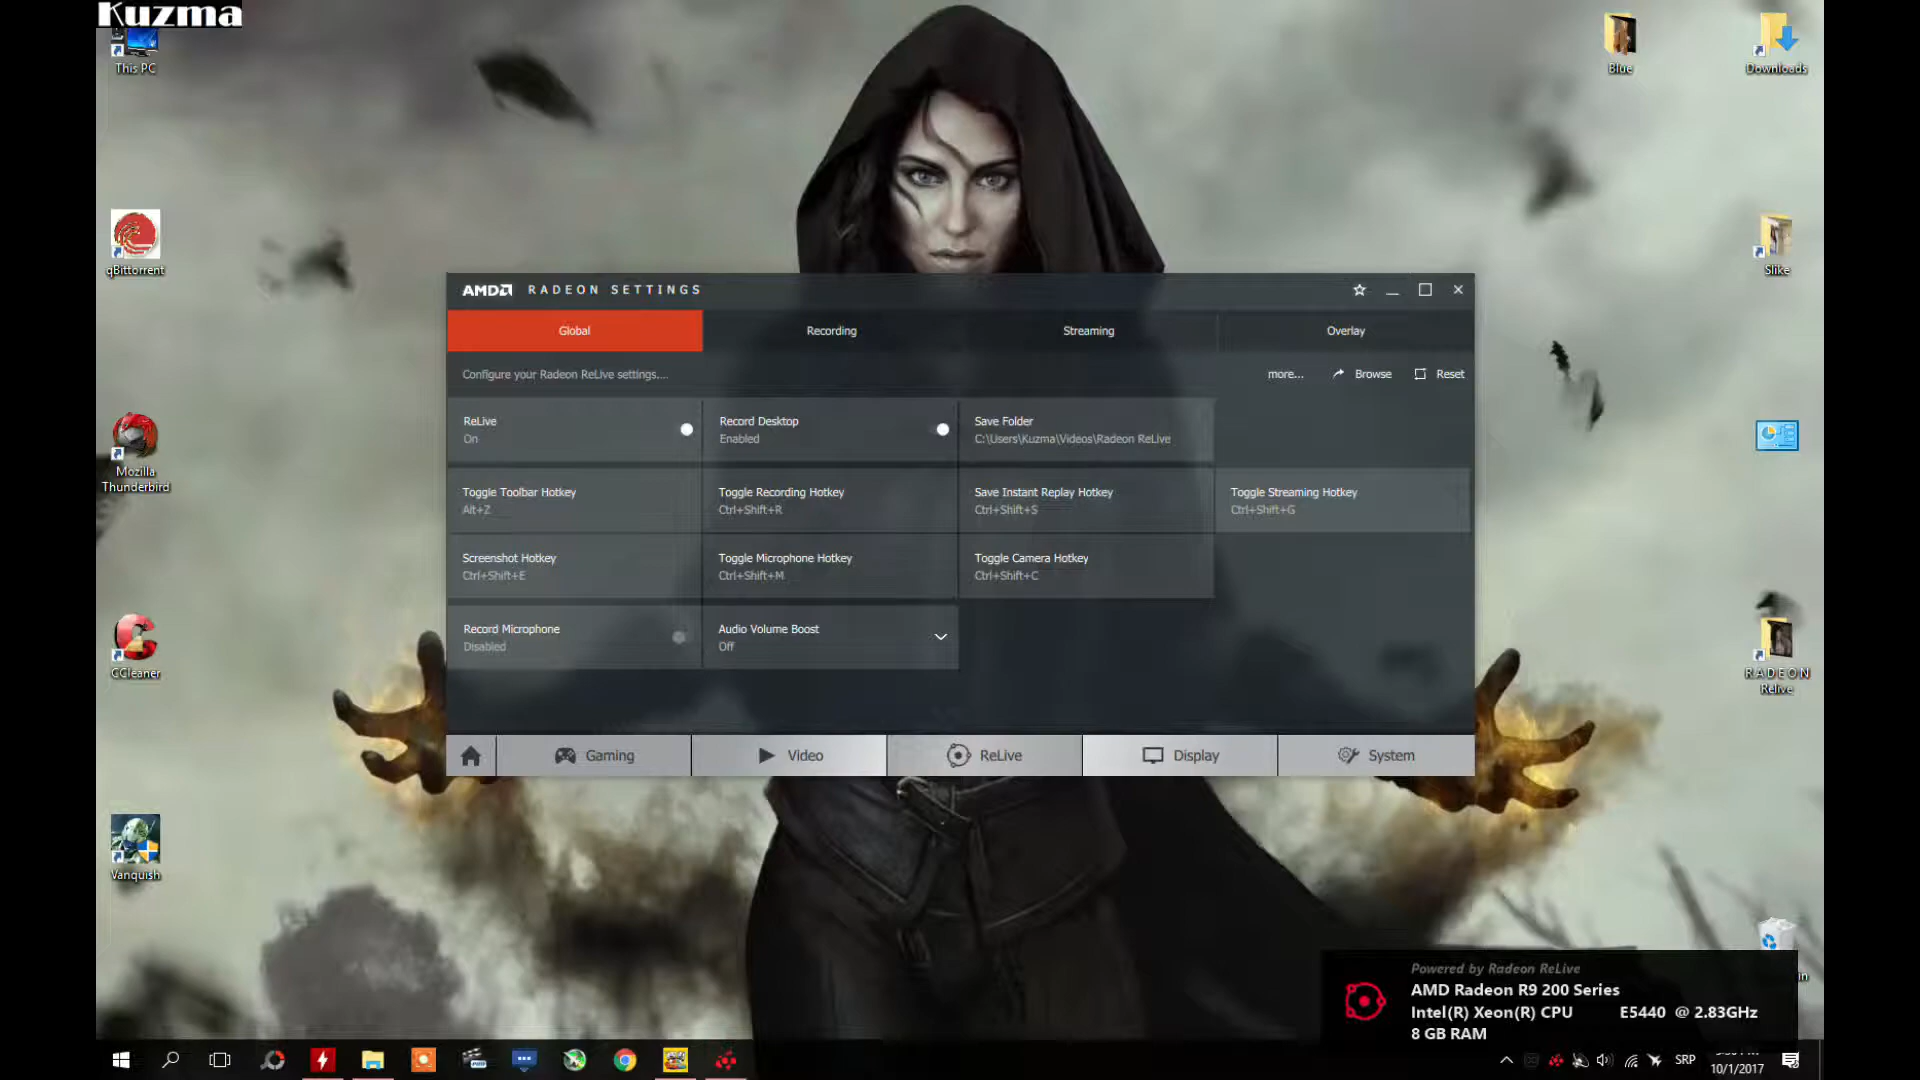 Kuzma
This PC
Blue
Downloads
qBittorrent
Slike
Mozilla
Thunderbird
CCleaner
RADEON
Relive
Vanquish
AMD RADEON SETTINGS
Global
Recording
Streaming
Overlay
Configure your Radeon ReLive settings....
more...
Browse
Reset
ReLive
On
Record Desktop
Enabled
Save Folder
C:\Users\Kuzma\Videos\Radeon ReLive
Toggle Toolbar Hotkey
Alt+Z
Toggle Recording Hotkey
Ctrl+Shift+R
Save Instant Replay Hotkey
Ctrl+Shift+S
Toggle Streaming Hotkey
Ctrl+Shift+G
Screenshot Hotkey
Ctrl+Shift+E
Toggle Microphone Hotkey
Ctrl+Shift+M
Toggle Camera Hotkey
Ctrl+Shift+C
Record Microphone
Disabled
Audio Volume Boost
Off
Gaming
Video
ReLive
Display
System
Powered by Radeon ReLive
AMD Radeon R9 200 Series
Intel(R) Xeon(R) CPU E5440 @ 2.83GHz
8 GB RAM
SRP
10/1/2017